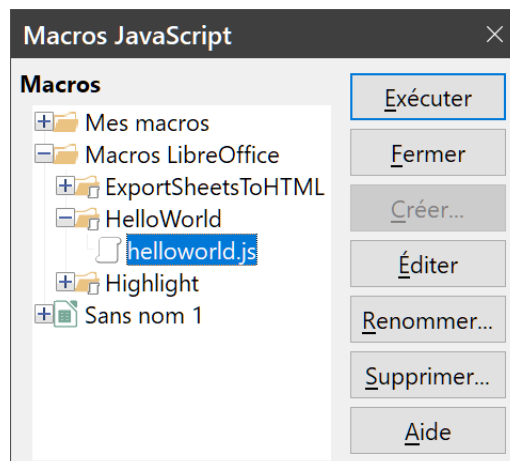 Macros JavaScript
Macros
Mes macros
Macros LibreOffice
ExportSheetsToHTML
HelloWorld
helloworld.js
Highlight
Sans nom 1
Exécuter
Fermer
Créer...
Éditer
Renommer...
Supprimer...
Aide